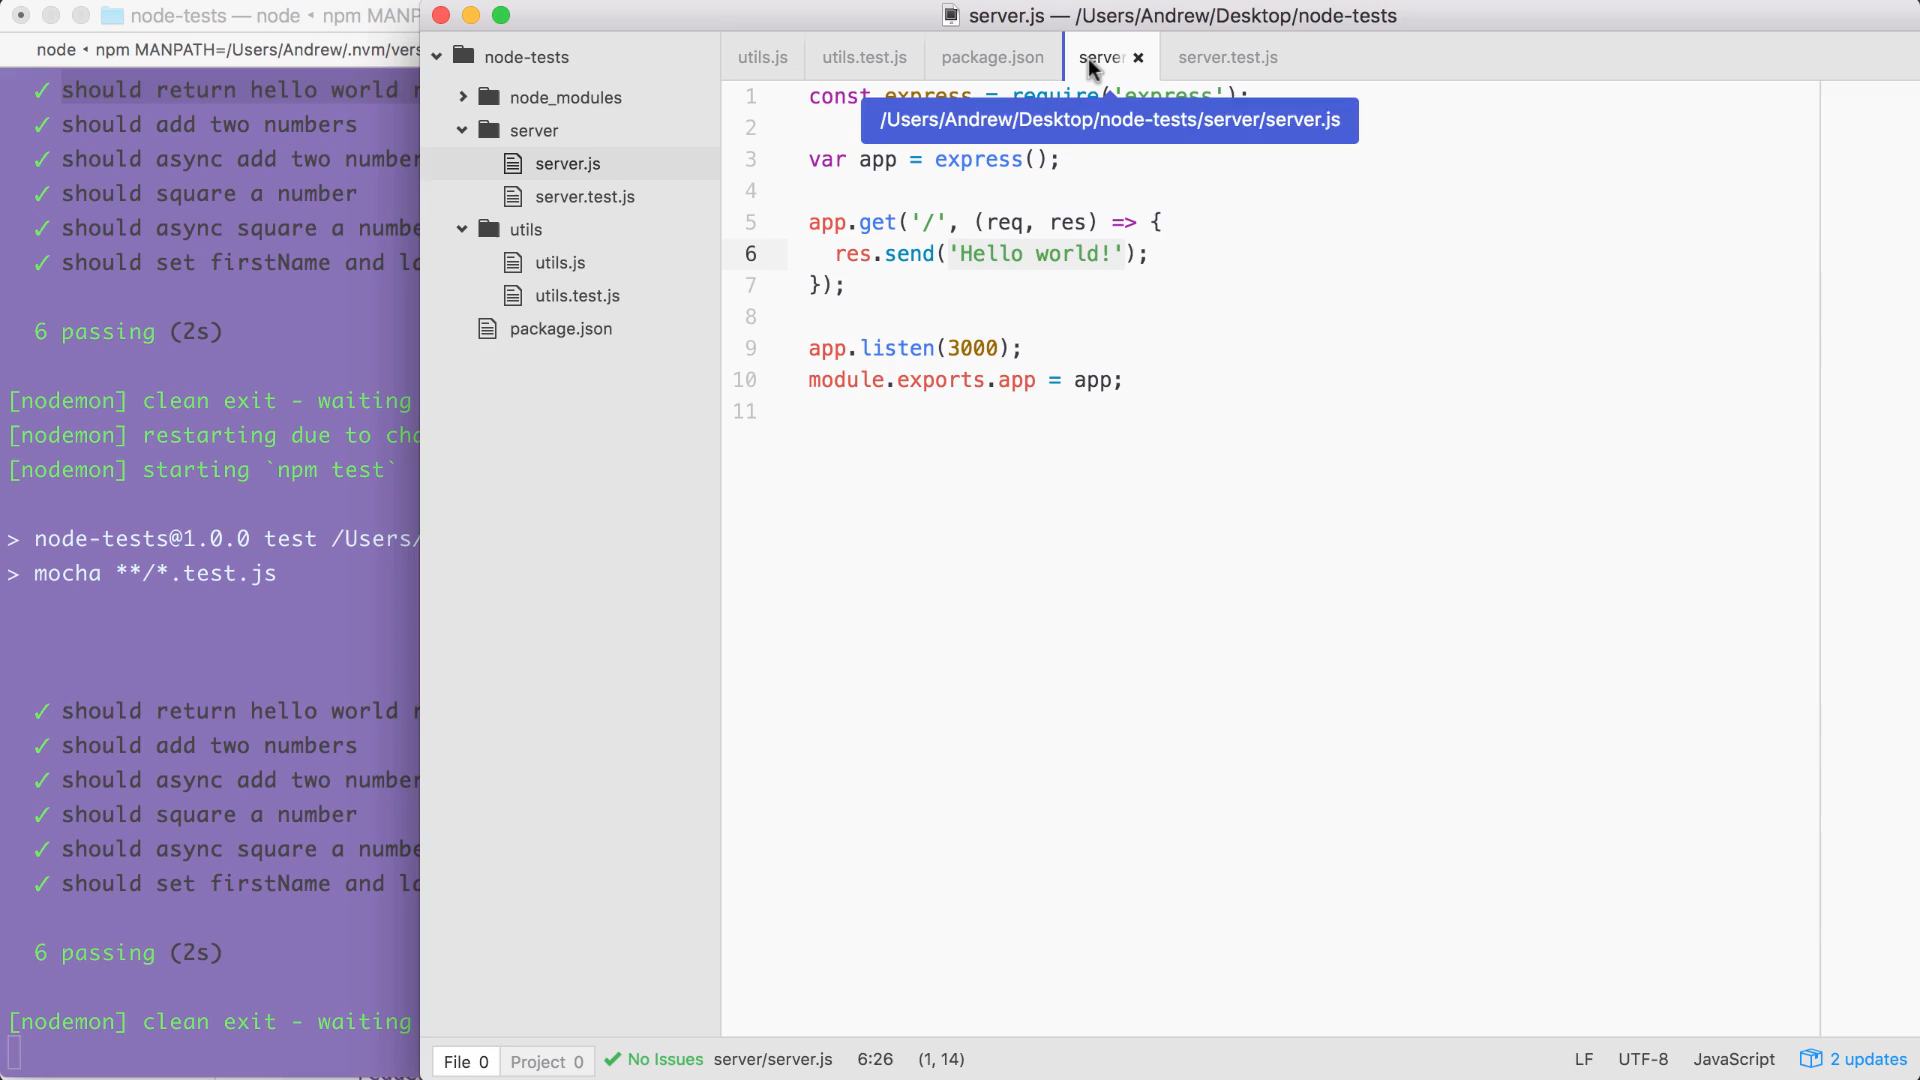 node-tests — node ◂ npm MANP
node ◂ npm MANPATH=/Users/Andrew/.nvm/vers
✓ should return hello world r
✓ should add two numbers
✓ should async add two number
✓ should square a number
✓ should async square a numbe
✓ should set firstName and la
6 passing (2s)
[nodemon] clean exit - waiting
[nodemon] restarting due to cha
[nodemon] starting `npm test`
> node-tests@1.0.0 test /Users/
> mocha **/*.test.js
✓ should return hello world r
✓ should add two numbers
✓ should async add two number
✓ should square a number
✓ should async square a numbe
✓ should set firstName and la
6 passing (2s)
[nodemon] clean exit - waiting
server.js — /Users/Andrew/Desktop/node-tests
node-tests
node_modules
server
server.js
server.test.js
utils
utils.js
utils.test.js
package.json
utils.js utils.test.js package.json server server.test.js
/Users/Andrew/Desktop/node-tests/server/server.js
1 const express = require('express');
2
3 var app = express();
4
5 app.get('/', (req, res) => {
6 res.send('Hello world!');
7 });
8
9 app.listen(3000);
10 module.exports.app = app;
11
File 0 Project 0 ✓ No Issues server/server.js 6:26 (1, 14) LF UTF-8 JavaScript 2 updates